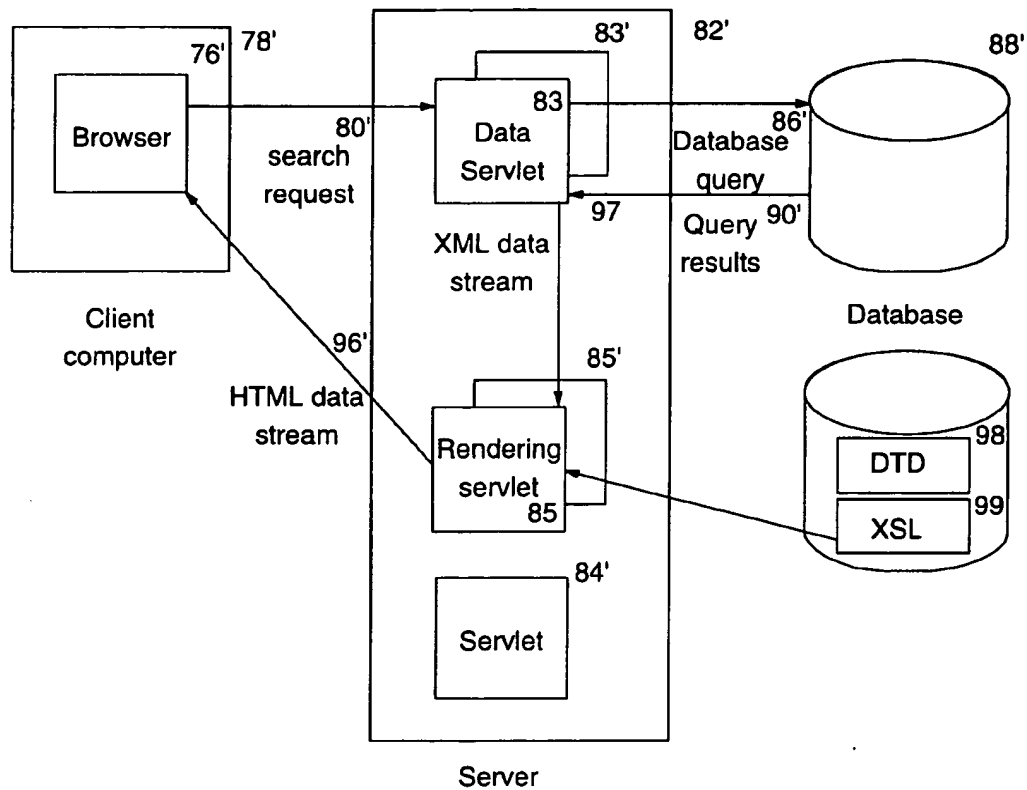 83'
82'
88'
78'
76'
Browser
83
Data
Servlet
80'
search
request
86'
Database
query
97
90'
Query
results
XML data
stream
Client
computer
Database
96'
HTML data
stream
85'
Rendering
servlet
85
98
DTD
99
XSL
84'
Servlet
Server